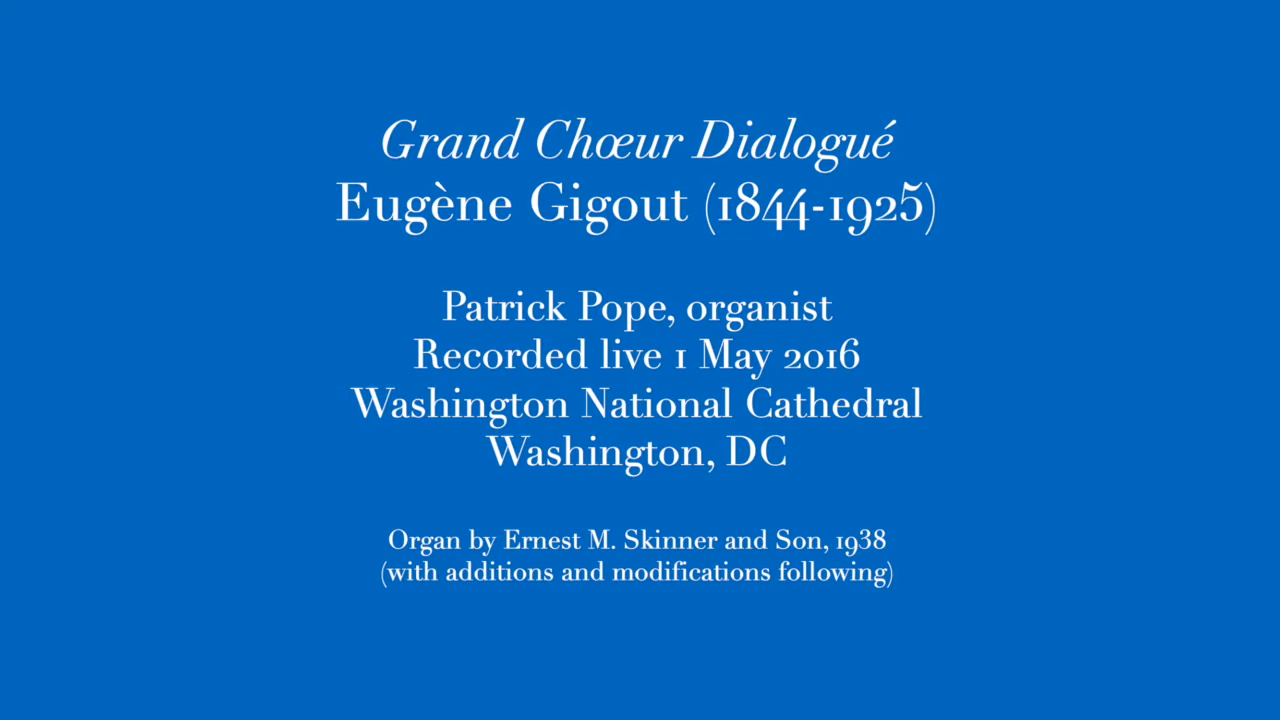 Grand Chœur Dialogué
Eugène Gigout (1844-1925)
Patrick Pope, organist
Recorded live 1 May 2016
Washington National Cathedral
Washington, DC
Organ by Ernest M. Skinner and Son, 1938
(with additions and modifications following)